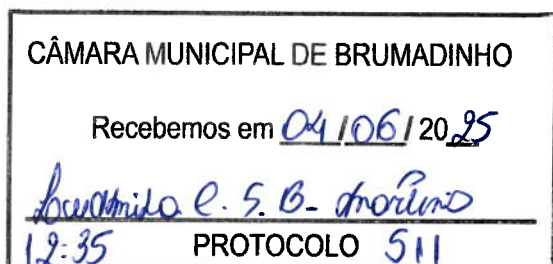 CÂMARA MUNICIPAL DE BRUMADINHO
Recebemos em 04/06/2025
C. S. B.
12:35 PROTOCOLO 511